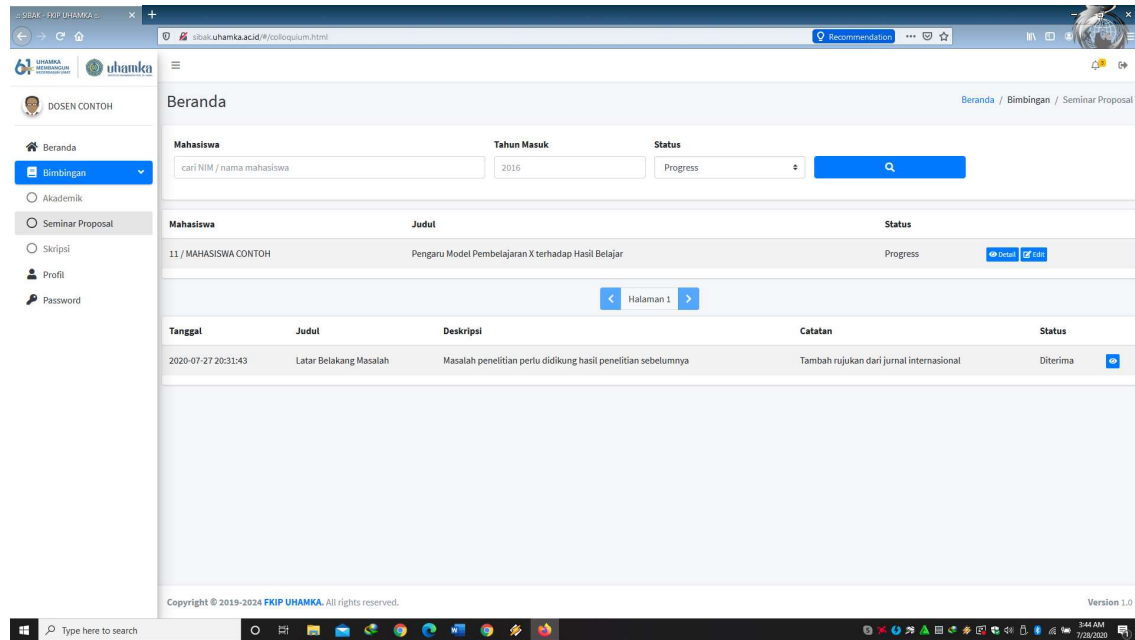 .: SIBAK - FKIP UHAMKA :.
sibak.uhamka.ac.id/#/colloquium.html
Recommendation
61 UHAMKA MEMBANGUN
uhamka
3
DOSEN CONTOH
Beranda
Beranda / Bimbingan / Seminar Proposal
Beranda
Bimbingan
Akademik
Seminar Proposal
Skripsi
Profil
Password
Mahasiswa Tahun Masuk Status
cari NIM / nama mahasiswa 2016 Progress
Mahasiswa Judul Status
11 / MAHASISWA CONTOH Pengaru Model Pembelajaran X terhadap Hasil Belajar Progress Detail Edit
Halaman 1
Tanggal Judul Deskripsi Catatan Status
2020-07-27 20:31:43 Latar Belakang Masalah Masalah penelitian perlu didikung hasil penelitian sebelumnya Tambah rujukan dari jurnal internasional Diterima
Copyright © 2019-2024 FKIP UHAMKA. All rights reserved. Version 1.0
Type here to search
3:44 AM
7/28/2020